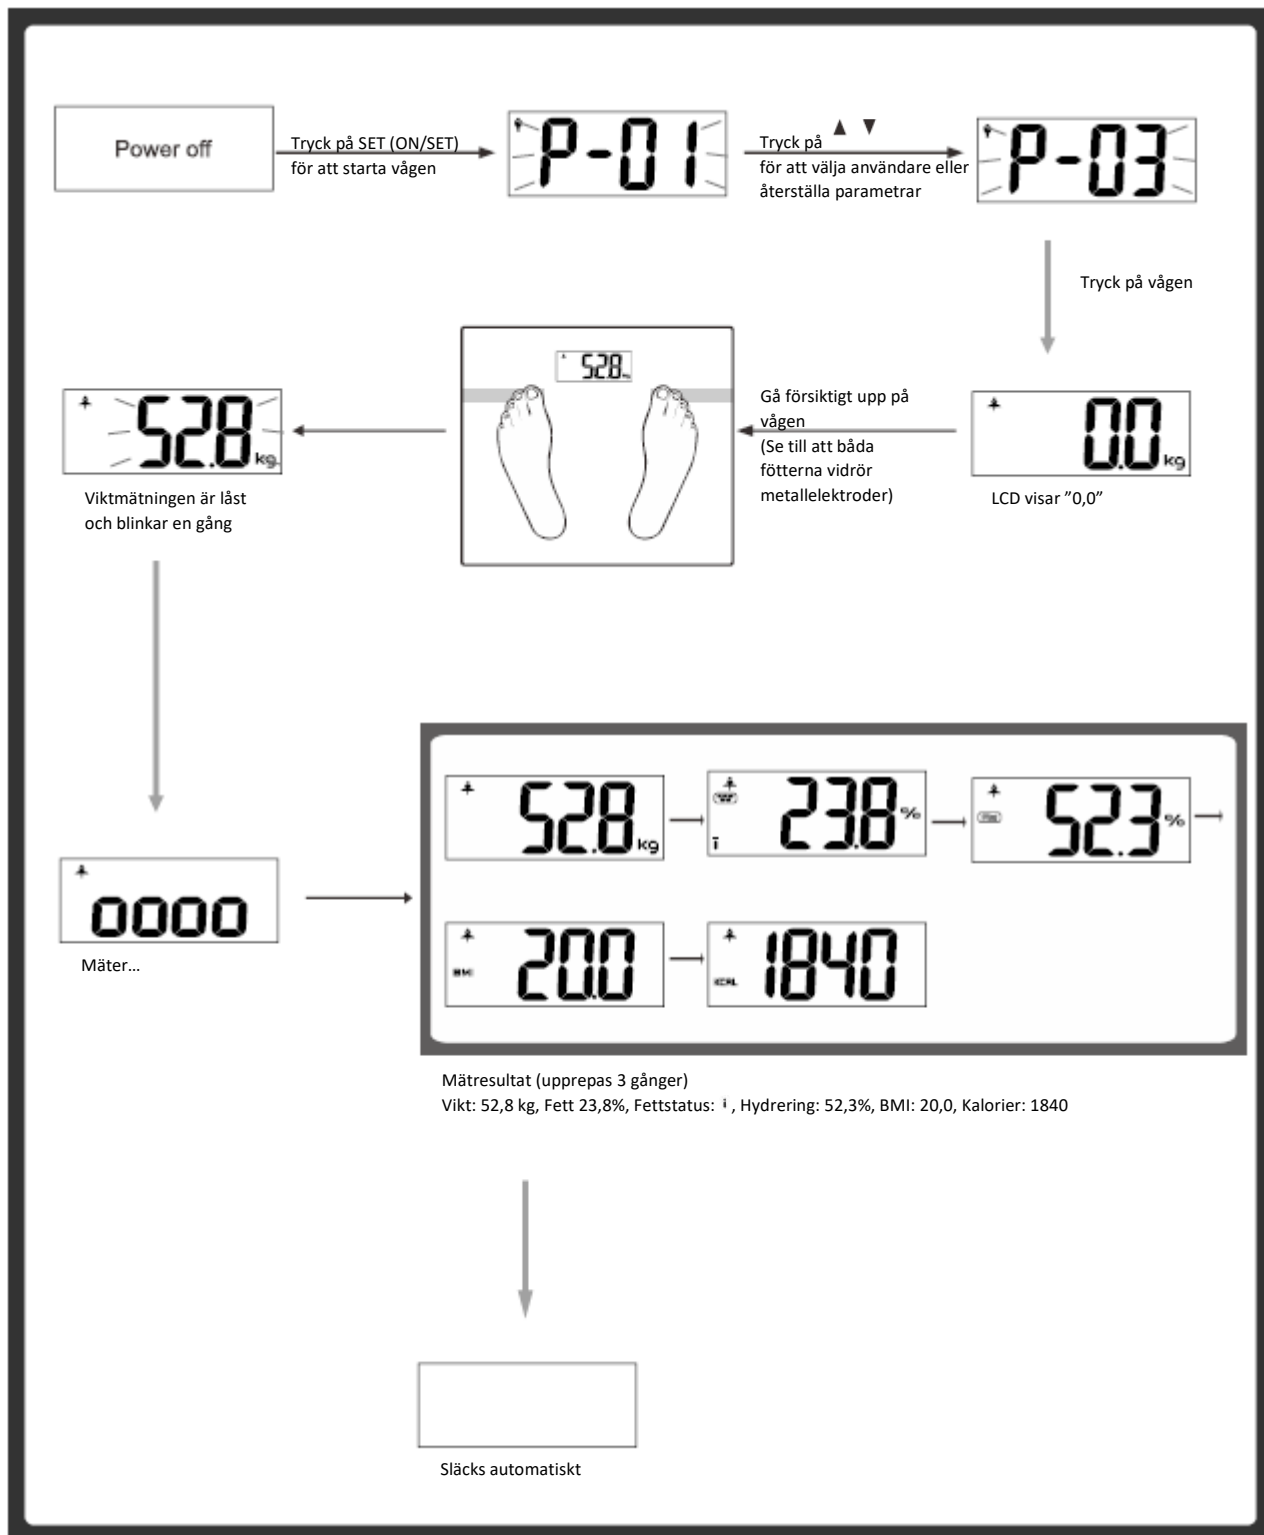 Power off
Tryck på SET (ON/SET)
för att starta vågen
P-01
Tryck på ▲ ▼
för att välja användare eller
återställa parametrar
P-03
Tryck på vågen
0.0 kg
LCD visar ”0,0”
Gå försiktigt upp på
vågen
(Se till att båda
fötterna vidrör
metallelektroder)
52.8
52.8 kg
Viktmätningen är låst
och blinkar en gång
oooo
Mäter...
52.8 kg
23.8 %
52.3 %
BMI 20.0
KCAL 1840
Mätresultat (upprepas 3 gånger)
Vikt: 52,8 kg, Fett 23,8%, Fettstatus: i , Hydrering: 52,3%, BMI: 20,0, Kalorier: 1840
Släcks automatiskt